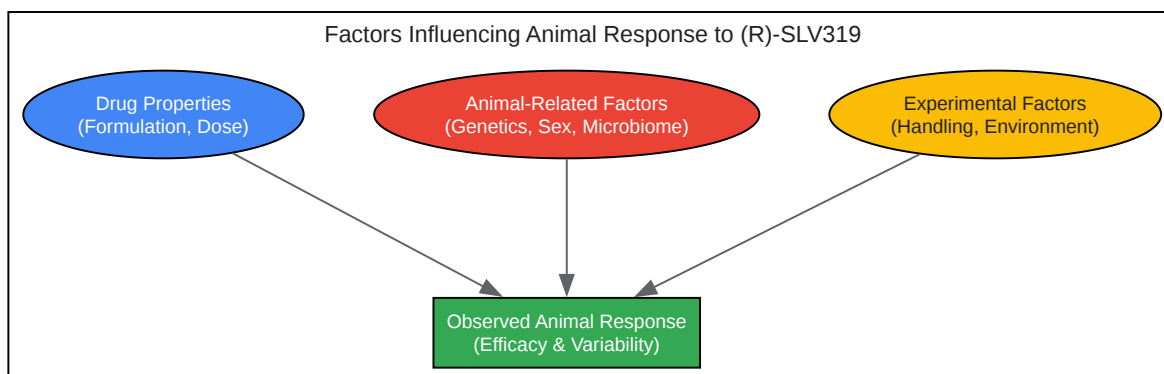 Factors Influencing Animal Response to (R)-SLV319
Drug Properties
(Formulation, Dose)
Animal-Related Factors
(Genetics, Sex, Microbiome)
Experimental Factors
(Handling, Environment)
Observed Animal Response
(Efficacy & Variability)